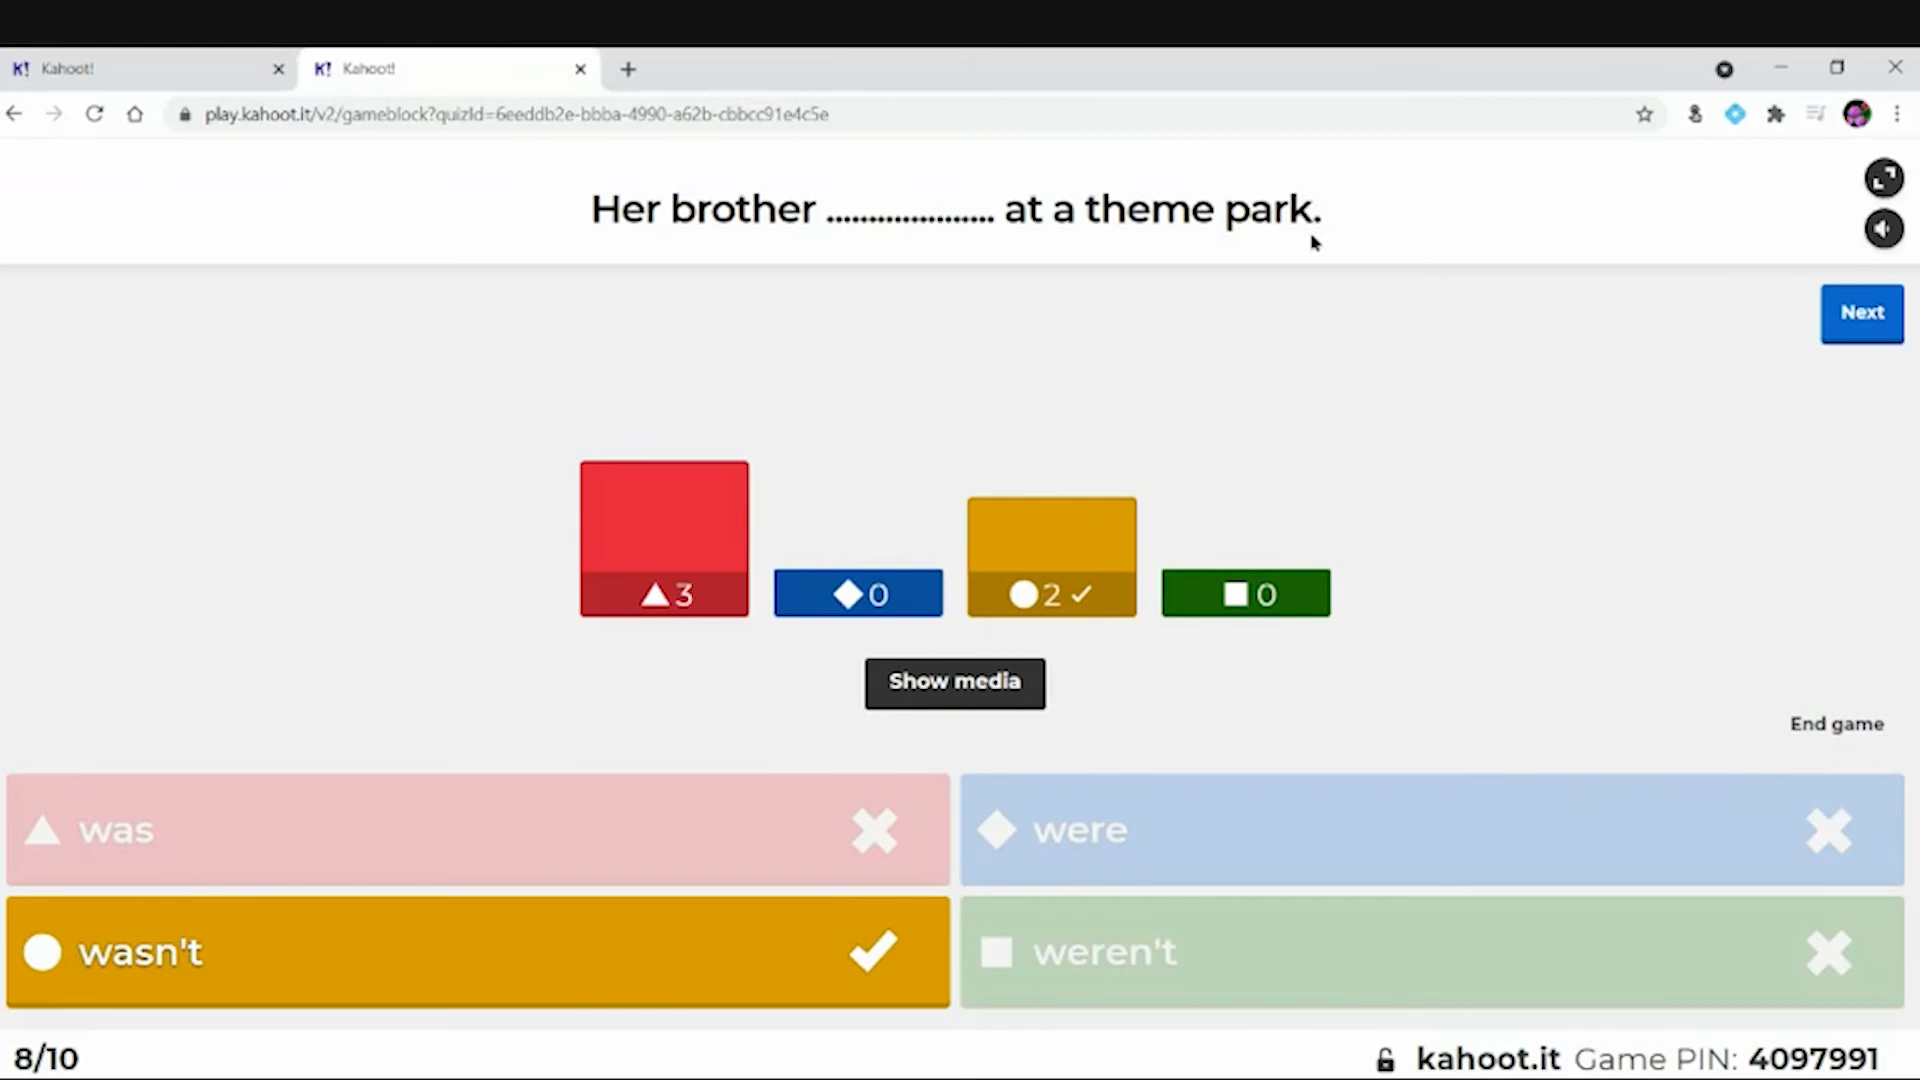 K! Kahoot!
K! Kahoot!
play.kahoot.it/v2/gameblock?quizId=6eeddb2e-bbba-4990-a62b-cbbcc91e4c5e
Her brother .................... at a theme park.
Next
3
0
2
0
Show media
End game
was
were
wasn't
weren't
8/10
kahoot.it Game PIN: 4097991